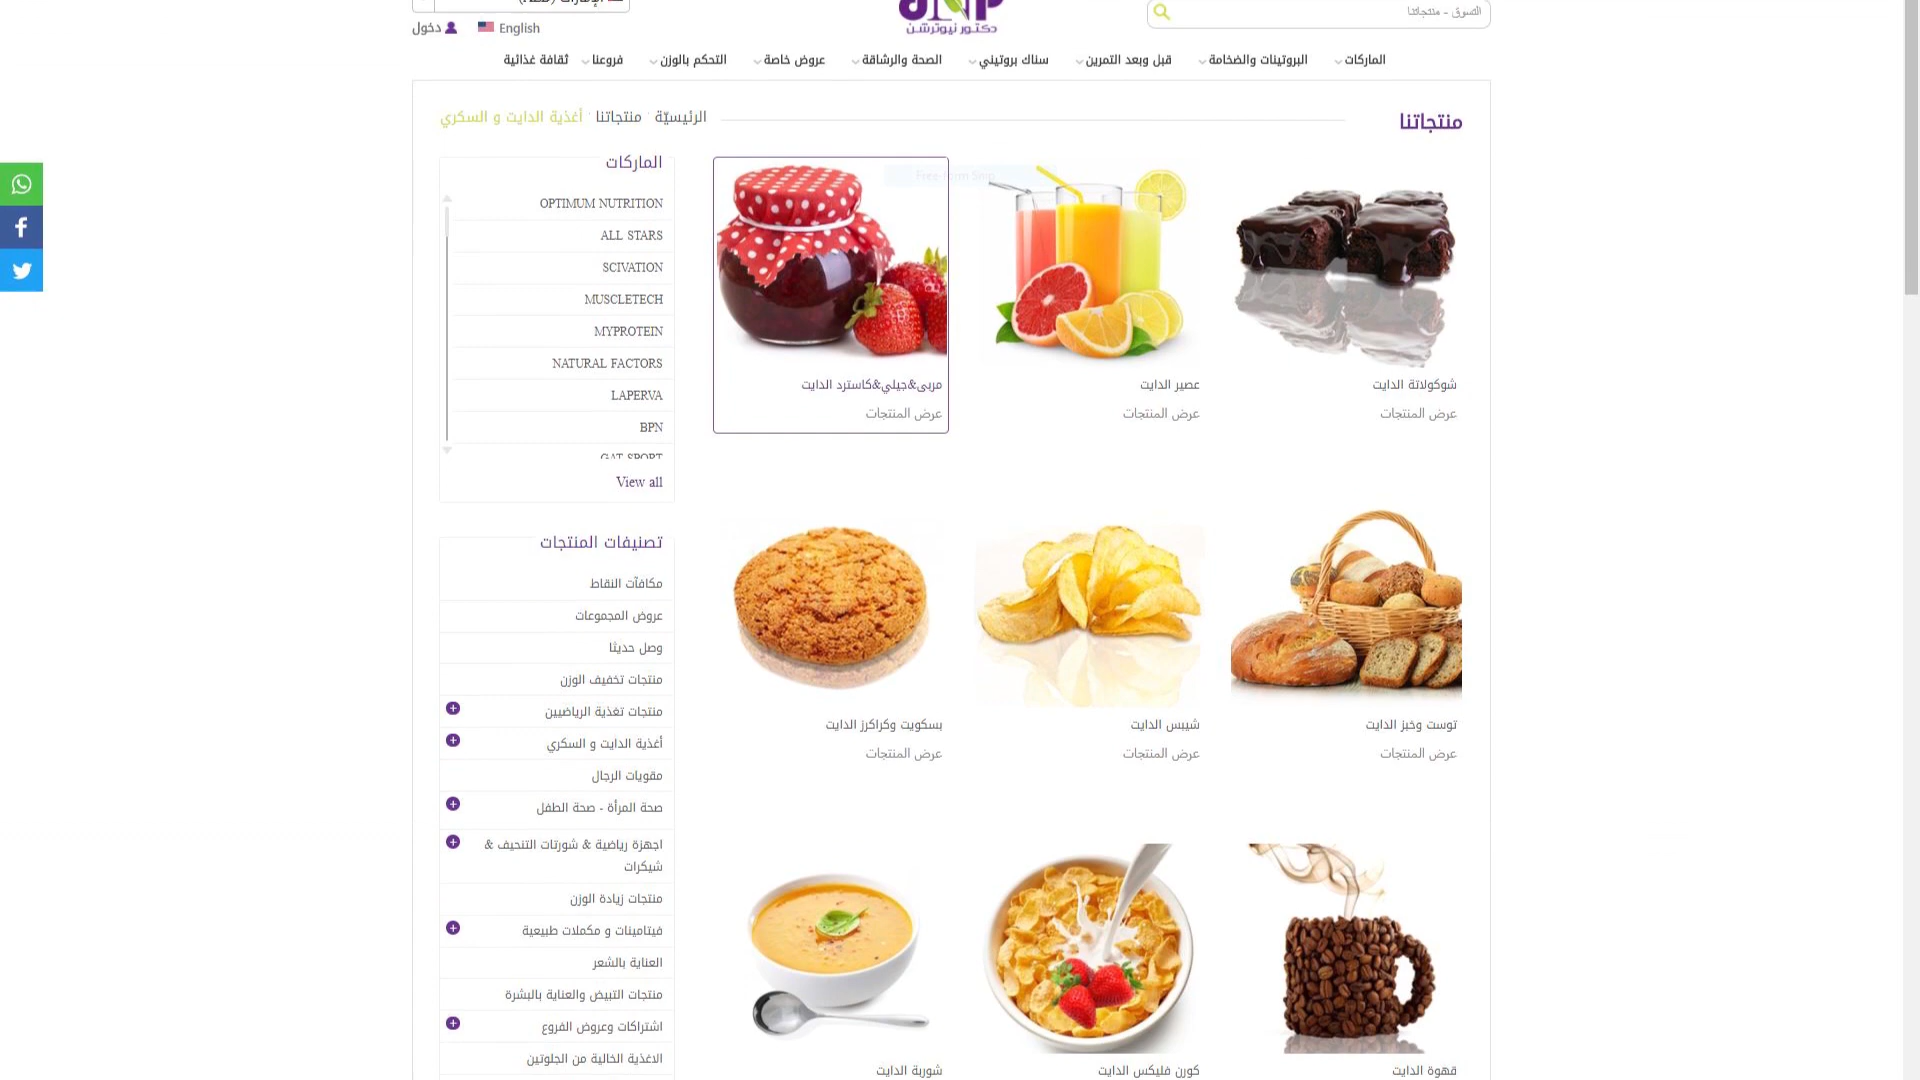 التسوق - منتجاتنا
دكتور نيوترشن
English
دخول
الماركات
البروتينات والضخامة
قبل وبعد التمرين
سناك بروتيني
الصحة والرشاقة
عروض خاصة
التحكم بالوزن
فروعنا
ثقافة غذائية
منتجاتنا
الرئيسيّة
منتجاتنا
أغذية الدايت و السكري
شوكولاتة الدايت
عرض المنتجات
عصير الدايت
عرض المنتجات
مربى&جيلي&كاسترد الدايت
عرض المنتجات
توست وخبز الدايت
عرض المنتجات
شيبس الدايت
عرض المنتجات
بسكويت وكراكرز الدايت
عرض المنتجات
قهوة الدايت
كورن فليكس الدايت
شوربة الدايت
الماركات
OPTIMUM NUTRITION
ALL STARS
SCIVATION
MUSCLETECH
MYPROTEIN
NATURAL FACTORS
LAPERVA
BPN
GAT SPORT
View all
تصنيفات المنتجات
مكافآت النقاط
عروض المجموعات
وصل حديثا
منتجات تخفيف الوزن
منتجات تغذية الرياضيين
أغذية الدايت و السكري
مقويات الرجال
صحة المرأة - صحة الطفل
اجهزة رياضية & شورتات التنحيف &
شيكرات
منتجات زيادة الوزن
فيتامينات و مكملات طبيعية
العناية بالشعر
منتجات التبيض والعناية بالبشرة
اشتراكات وعروض الفروع
الاغذية الخالية من الجلوتين